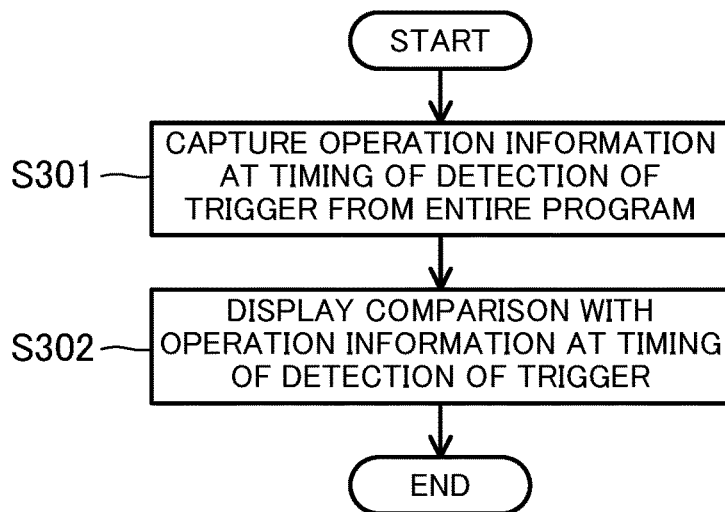 START
S301
CAPTURE OPERATION INFORMATION
AT TIMING OF DETECTION OF
TRIGGER FROM ENTIRE PROGRAM
S302
DISPLAY COMPARISON WITH
OPERATION INFORMATION AT TIMING
OF DETECTION OF TRIGGER
END